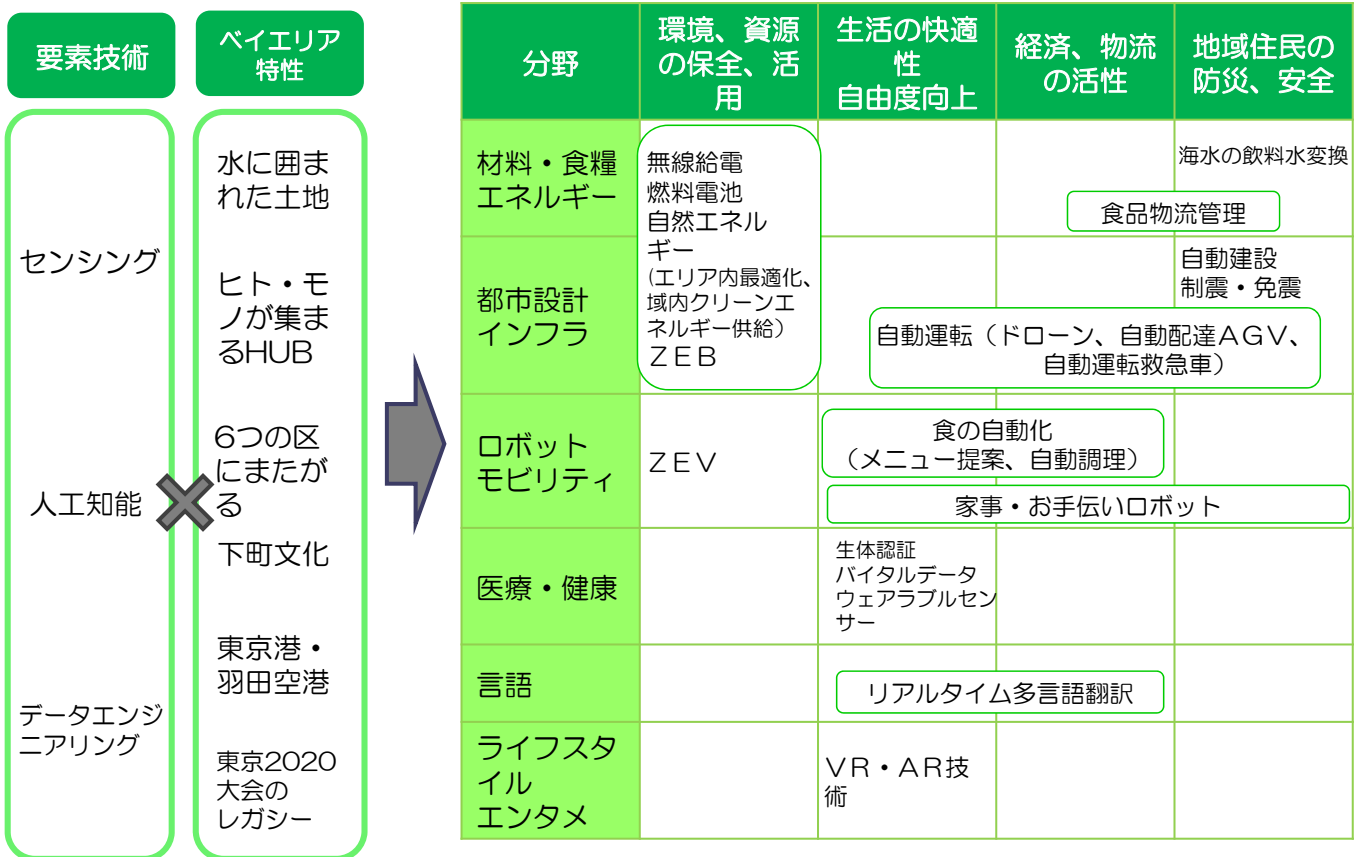 要素技術
センシング
人工知能
データエンジ
ニアリング
ベイエリア
特性
水に囲ま
れた土地
ヒト・モ
ノが集ま
るHUB
6つの区
にまたが
る
下町文化
東京港・
羽田空港
東京2020
大会の
レガシー
分野
環境、資源
の保全、活
用
生活の快適
性
自由度向上
経済、物流
の活性
地域住民の
防災、安全
材料・食糧
エネルギー
無線給電
燃料電池
自然エネル
ギー
(エリア内最適化、
域内クリーンエ
ネルギー供給）
ＺＥＢ
海水の飲料水変換
食品物流管理
都市設計
インフラ
自動建設
制震・免震
自動運転（ドローン、自動配達ＡＧＶ、
自動運転救急車）
ロボット
モビリティ
ＺＥＶ
食の自動化
（メニュー提案、自動調理）
家事・お手伝いロボット
医療・健康
生体認証
バイタルデータ
ウェアラブルセン
サー
言語
リアルタイム多言語翻訳
ライフスタ
イル
エンタメ
ＶＲ・ＡＲ技
術